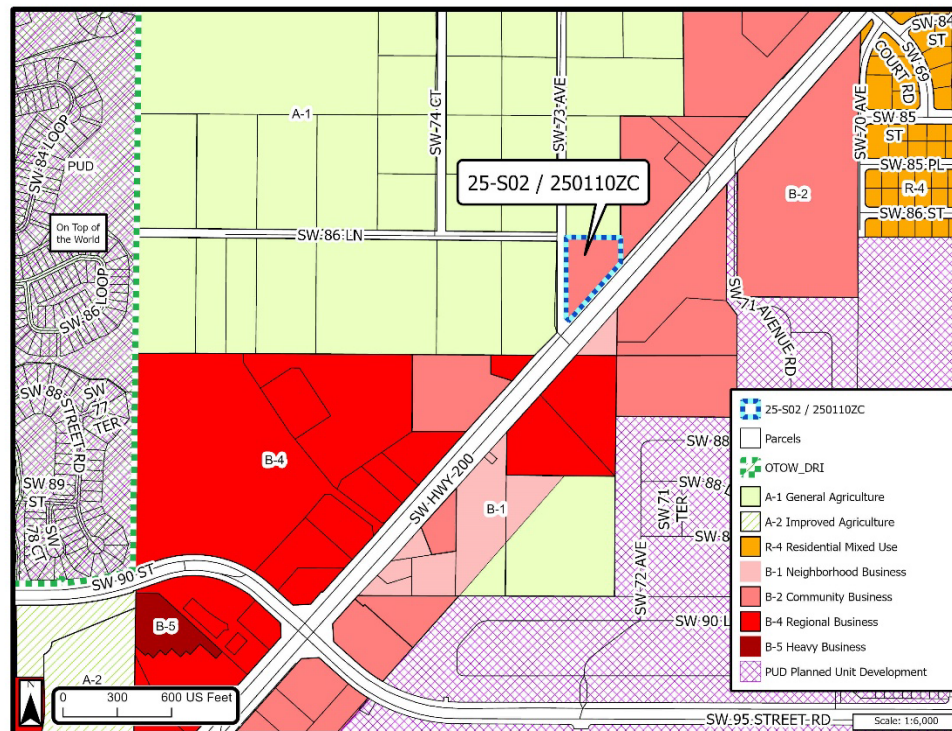 SW 84
ST
SW 69
COURT RD
SW 70 AVE
SW 85
ST
SW 85 PL
R-4
SW 86 ST
A-1
SW 74 CT
SW 73 AVE
SW 84 LOOP
PUD
25-S02 / 250110ZC
B-2
On Top of
the World
SW 86 LN
SW 86 LOOP
SW 71 AVENUE RD
SW 88
STREET RD
SW
77
TER
SW 89
ST
SW
78 CT
B-4
SW HWY-200
B-1
SW 88
SW 88 L
SW 71
TER
SW 8
SW 72 AVE
SW 90 L
SW 90 ST
B-5
A-2
SW 95 STREET RD
25-S02 / 250110ZC
Parcels
OTOW_DRI
A-1 General Agriculture
A-2 Improved Agriculture
R-4 Residential Mixed Use
B-1 Neighborhood Business
B-2 Community Business
B-4 Regional Business
B-5 Heavy Business
PUD Planned Unit Development
N
0 300 600 US Feet
Scale: 1:6,000